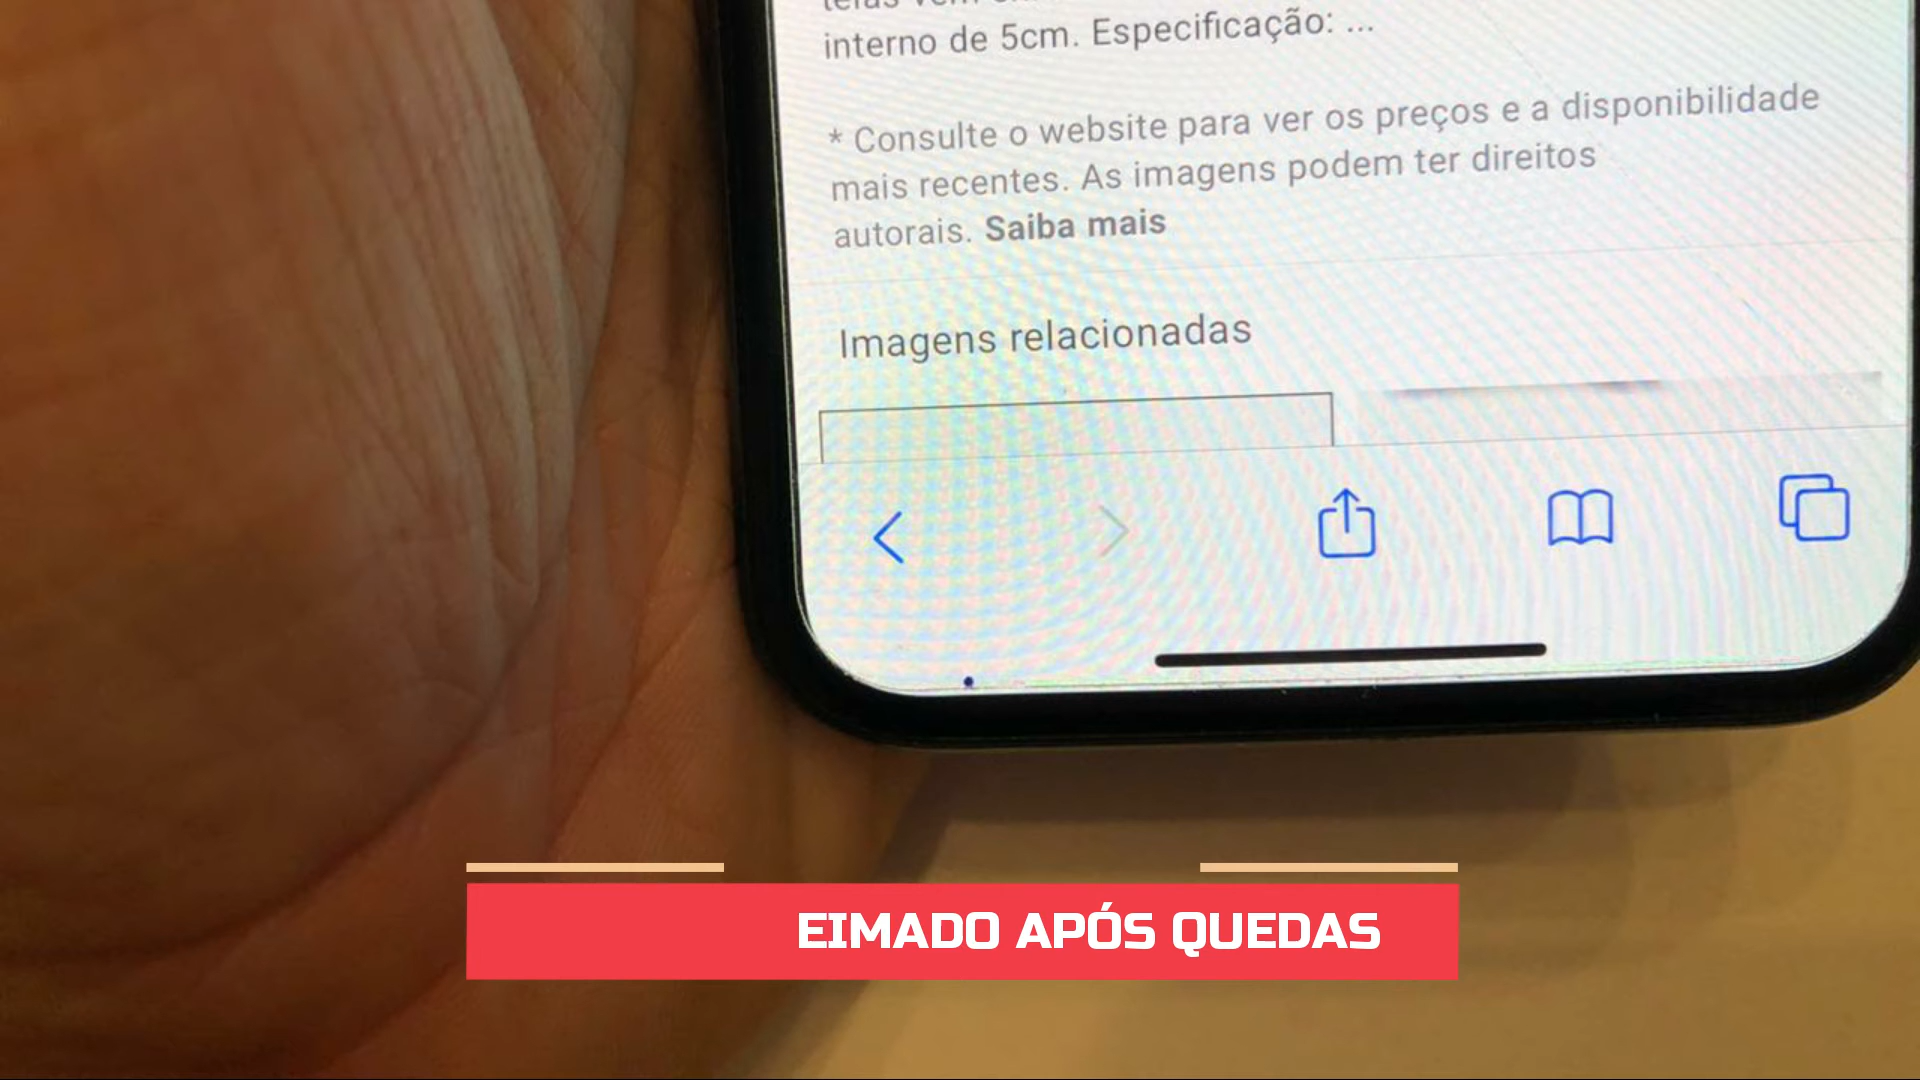 interno de 5cm. Especificação: ...
* Consulte o website para ver os preços e a disponibilidade
mais recentes. As imagens podem ter direitos
autorais. Saiba mais
Imagens relacionadas
EIMADO APÓS QUEDAS